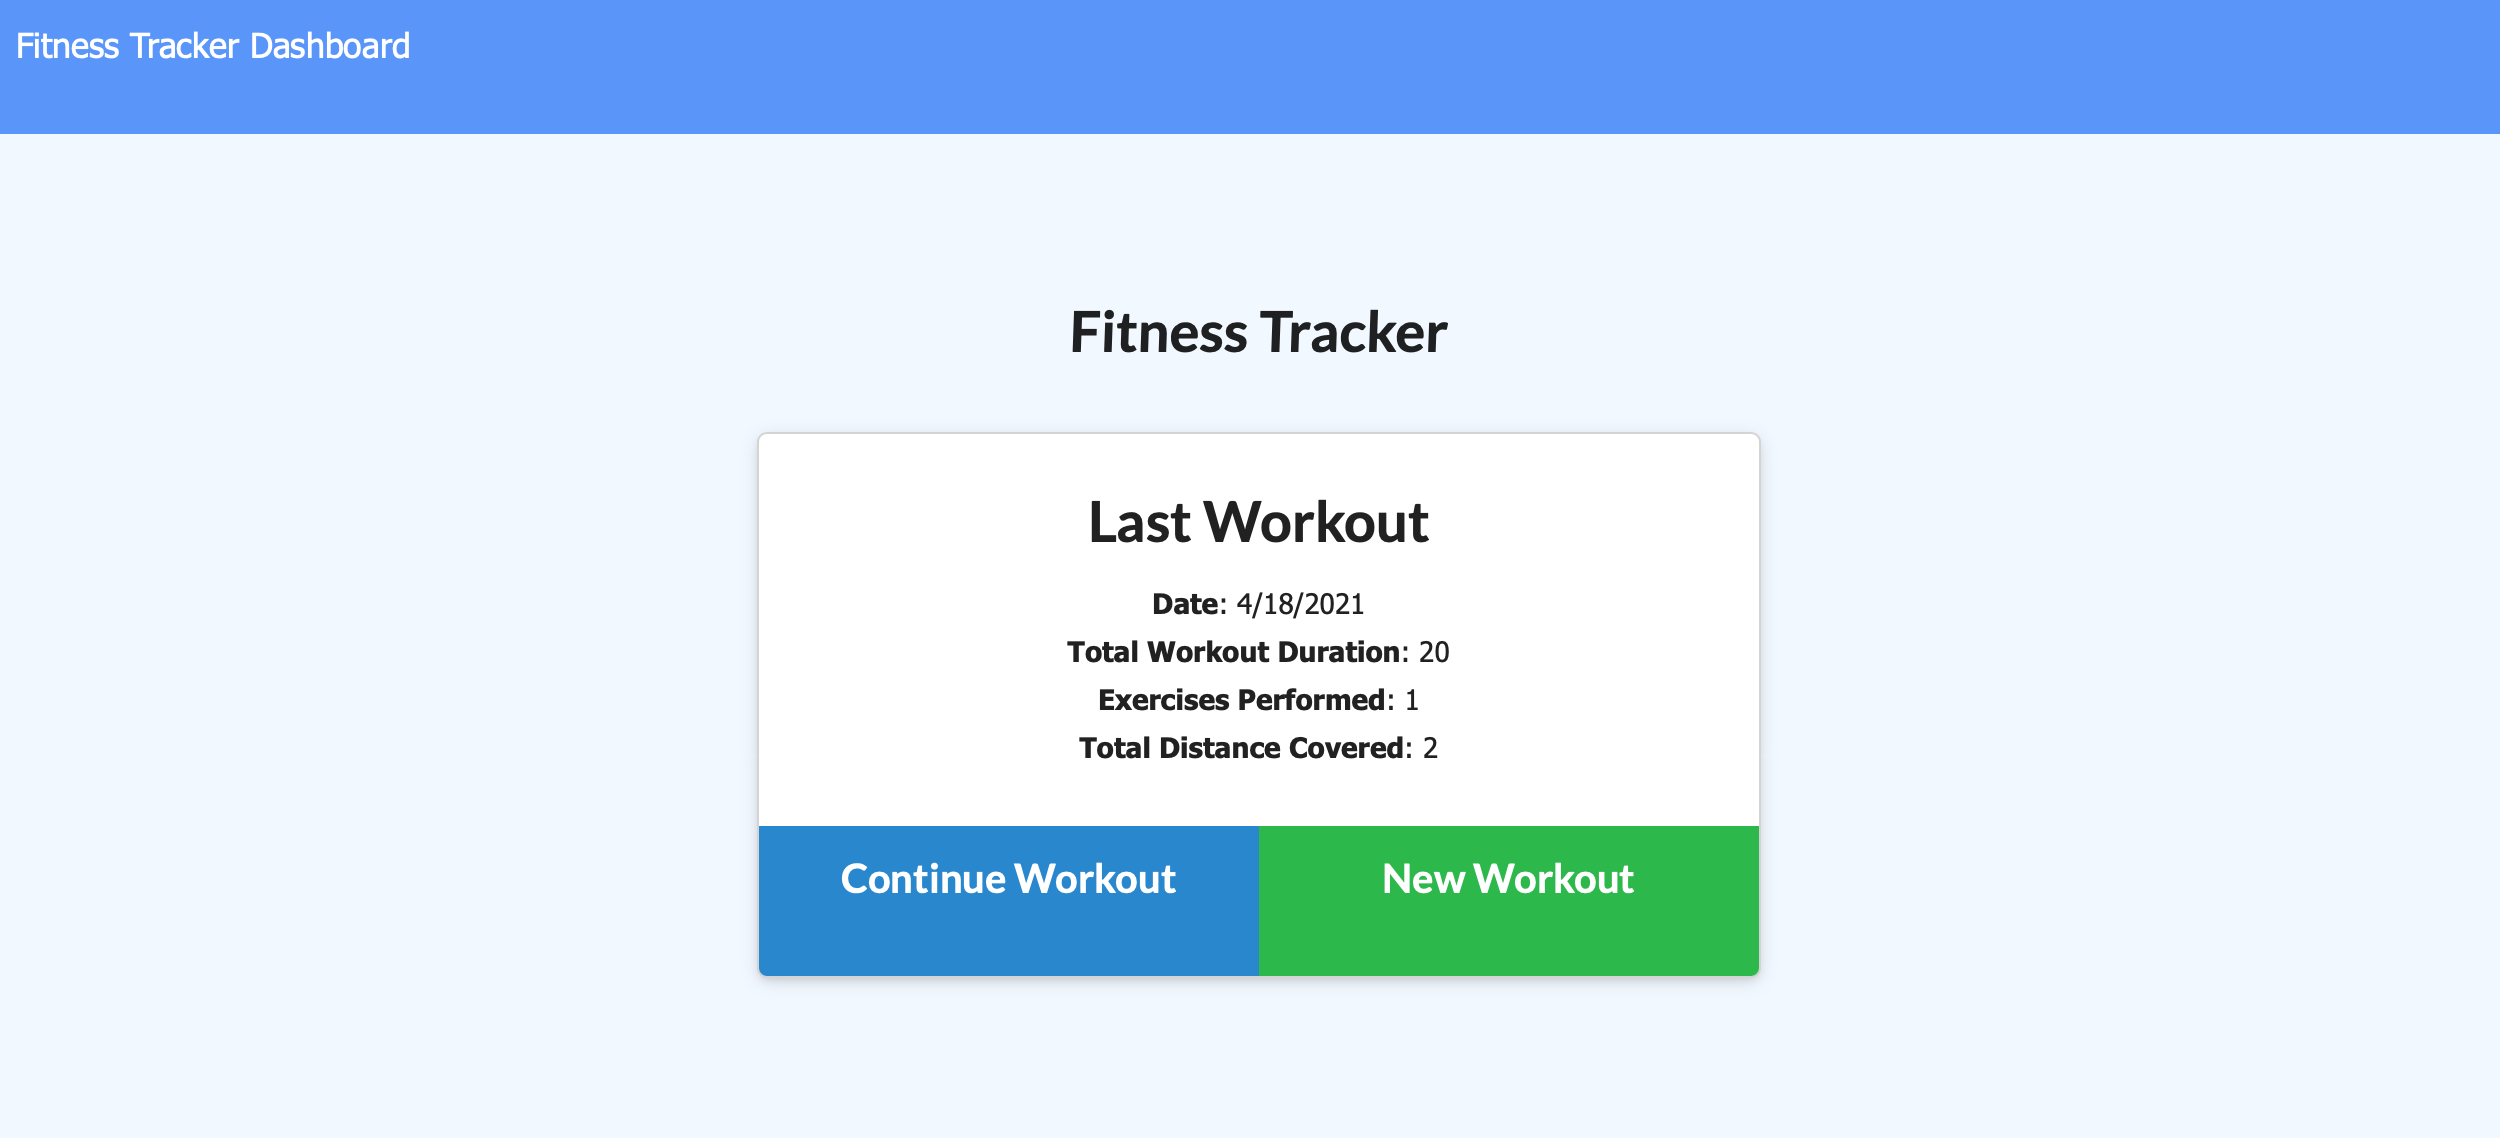 Fitness Tracker Dashboard
Fitness Tracker
Last Workout
Date: 4/18/2021
Total Workout Duration: 20
Exercises Performed: 1
Total Distance Covered: 2
Continue Workout
New Workout